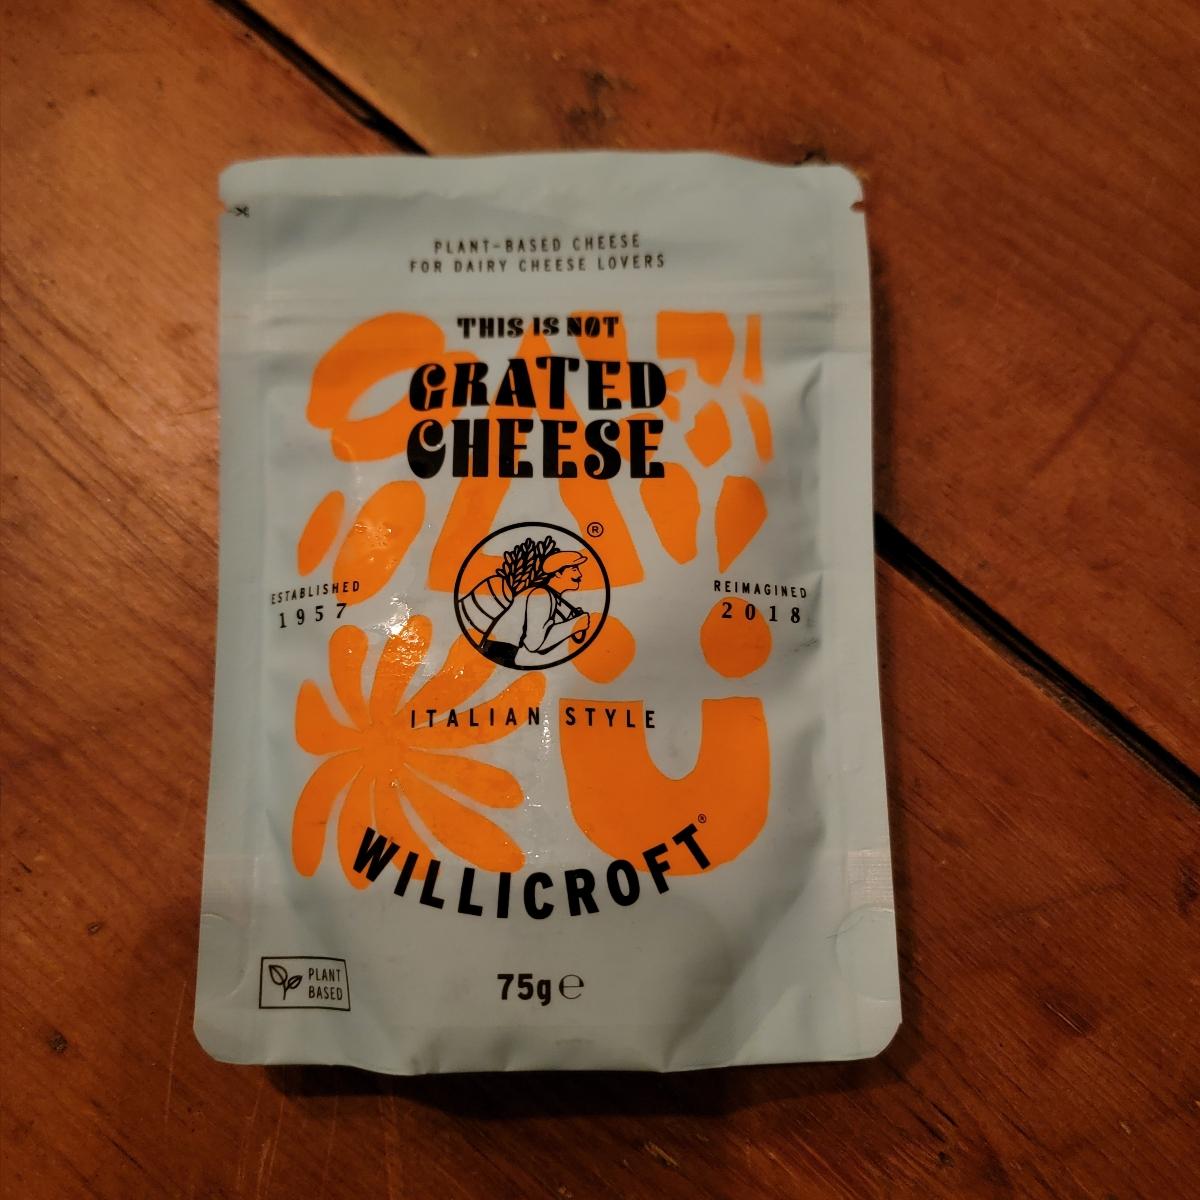 PLANT-BASED CHEESE
FOR DAIRY CHEESE LOVERS
THIS IS NOT
GRATED
CHEESE
®
ESTABLISHED
1957
REIMAGINED
2018
ITALIAN STYLE
WILLICROFT®
PLANT
BASED
75g ℮